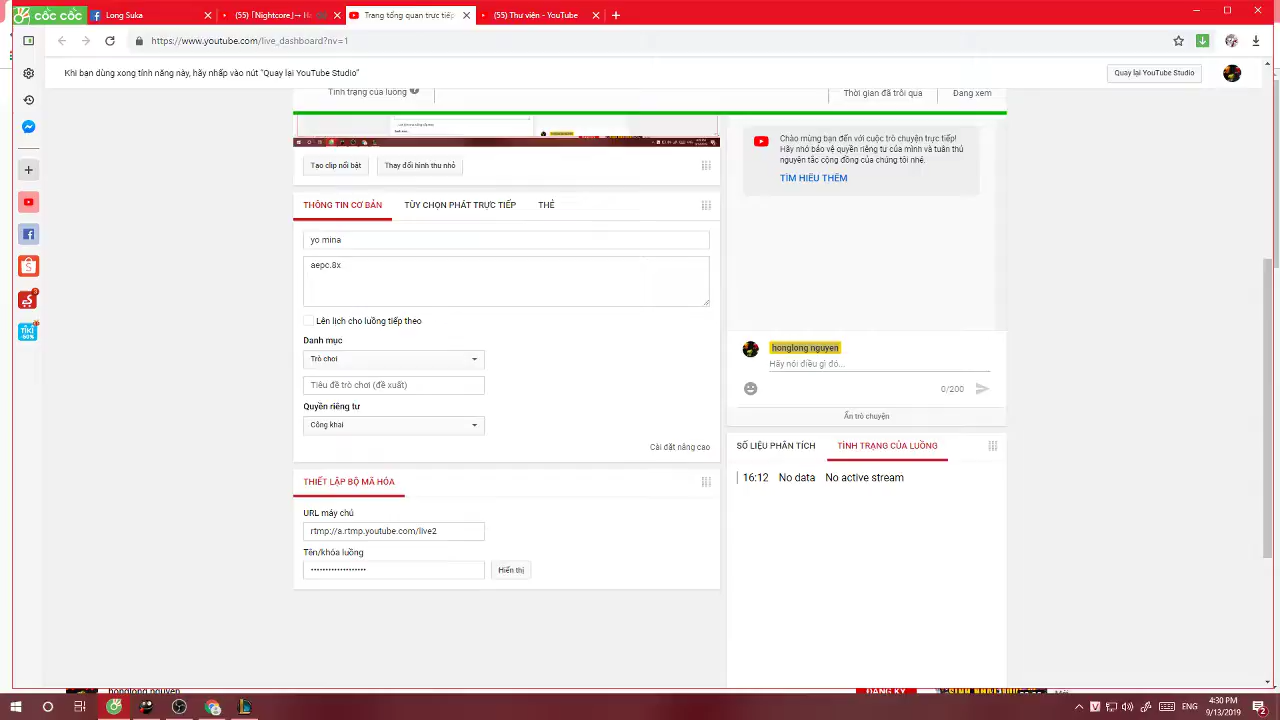 cốc cốc
Long Suka
(55) 「Nightcore」→ Ha
Trang tổng quan trực tiếp
(55) Thư viện - YouTube
https://www.youtube.com/live_dashboard?nv=1
Khi bạn dùng xong tính năng này, hãy nhấp vào nút "Quay lại YouTube Studio"
Quay lại YouTube Studio
Tình trạng của luồng
Thời gian đã trôi qua
Đang xem
Chào mừng bạn đến với cuộc trò chuyện trực tiếp!
Hãy nhớ bảo vệ quyền riêng tư của mình và tuân thủ
nguyên tắc cộng đồng của chúng tôi nhé.
TÌM HIỂU THÊM
Tạo clip nổi bật
Thay đổi hình thu nhỏ
THÔNG TIN CƠ BẢN
TÙY CHỌN PHÁT TRỰC TIẾP
THẺ
yo mina
aepc.8x
Lên lịch cho luồng tiếp theo
Danh mục
Trò chơi
Tiêu đề trò chơi (đề xuất)
Quyền riêng tư
Công khai
Cài đặt nâng cao
honglong nguyen
Hãy nói điều gì đó...
0/200
Ẩn trò chuyện
SỐ LIỆU PHÂN TÍCH
TÌNH TRẠNG CỦA LUỒNG
16:12 No data No active stream
THIẾT LẬP BỘ MÃ HÓA
URL máy chủ
rtmp://a.rtmp.youtube.com/live2
Tên/khóa luồng
••••••••••••••••••
Hiển thị
TIKI
60%
honglong nguyen
ĐĂNG KÝ
ENG
4:30 PM
9/13/2019
2